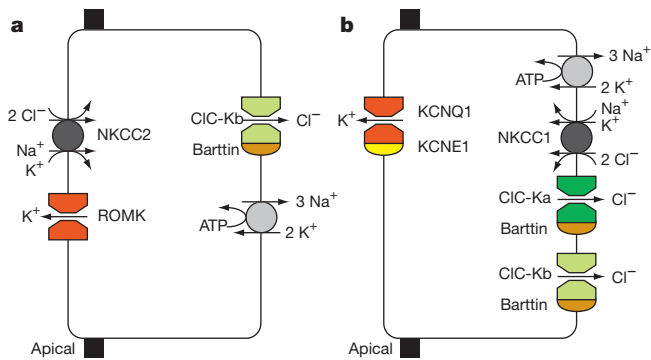 a
2 Cl⁻
NKCC2
Na⁺
K⁺
K⁺
ROMK
ClC-Kb
Cl⁻
Barttin
3 Na⁺
ATP
2 K⁺
Apical
b
3 Na⁺
ATP
2 K⁺
Na⁺
K⁺
NKCC1
2 Cl⁻
KCNQ1
K⁺
KCNE1
ClC-Ka
Cl⁻
Barttin
ClC-Kb
Cl⁻
Barttin
Apical